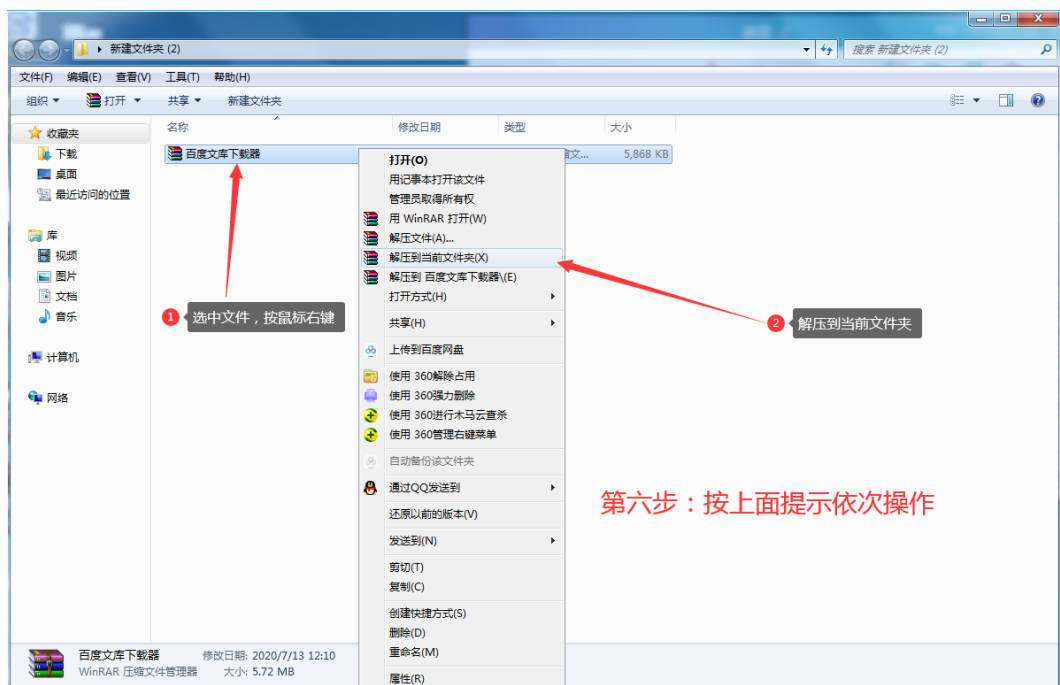 新建文件夹 (2)
搜索 新建文件夹 (2)
文件(F) 编辑(E) 查看(V) 工具(T) 帮助(H)
组织 打开 共享 新建文件夹
收藏夹
下载
桌面
最近访问的位置
库
视频
图片
文档
音乐
计算机
网络
名称 修改日期 类型 大小
百度文库下载器 缩文... 5,868 KB
打开(O)
用记事本打开该文件
管理员取得所有权
用 WinRAR 打开(W)
解压文件(A)...
解压到当前文件夹(X)
解压到 百度文库下载器\(E)
打开方式(H)
共享(H)
上传到百度网盘
使用 360解除占用
使用 360强力删除
使用 360进行木马云查杀
使用 360管理右键菜单
自动备份该文件夹
通过QQ发送到
还原以前的版本(V)
发送到(N)
剪切(T)
复制(C)
创建快捷方式(S)
删除(D)
重命名(M)
属性(R)
1 选中文件，按鼠标右键
2 解压到当前文件夹
第六步：按上面提示依次操作
百度文库下载器 修改日期: 2020/7/13 12:10
WinRAR 压缩文件管理器 大小: 5.72 MB